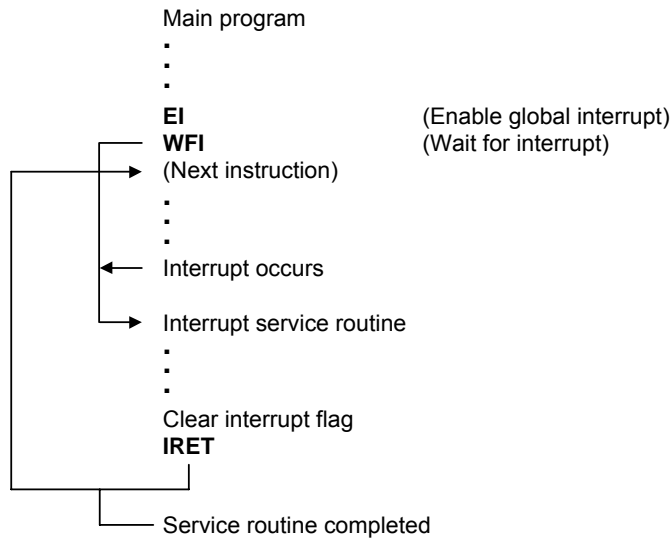 Main program
EI (Enable global interrupt)
WFI (Wait for interrupt)
(Next instruction)
Interrupt occurs
Interrupt service routine
Clear interrupt flag
IRET
Service routine completed